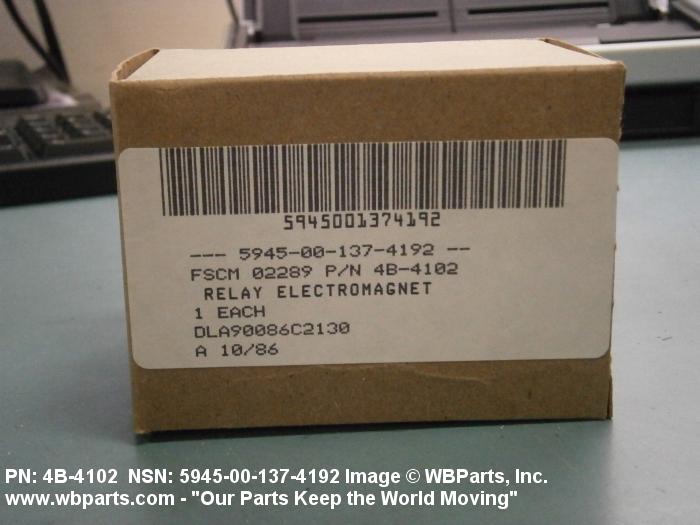 5945001374192
--- 5945-00-137-4192 --
FSCM 02289 P/N 4B-4102
RELAY ELECTROMAGNET
1 EACH
DLA90086C2130
A 10/86
PN: 4B-4102 NSN: 5945-00-137-4192 Image © WBParts, Inc.
www.wbparts.com - "Our Parts Keep the World Moving"